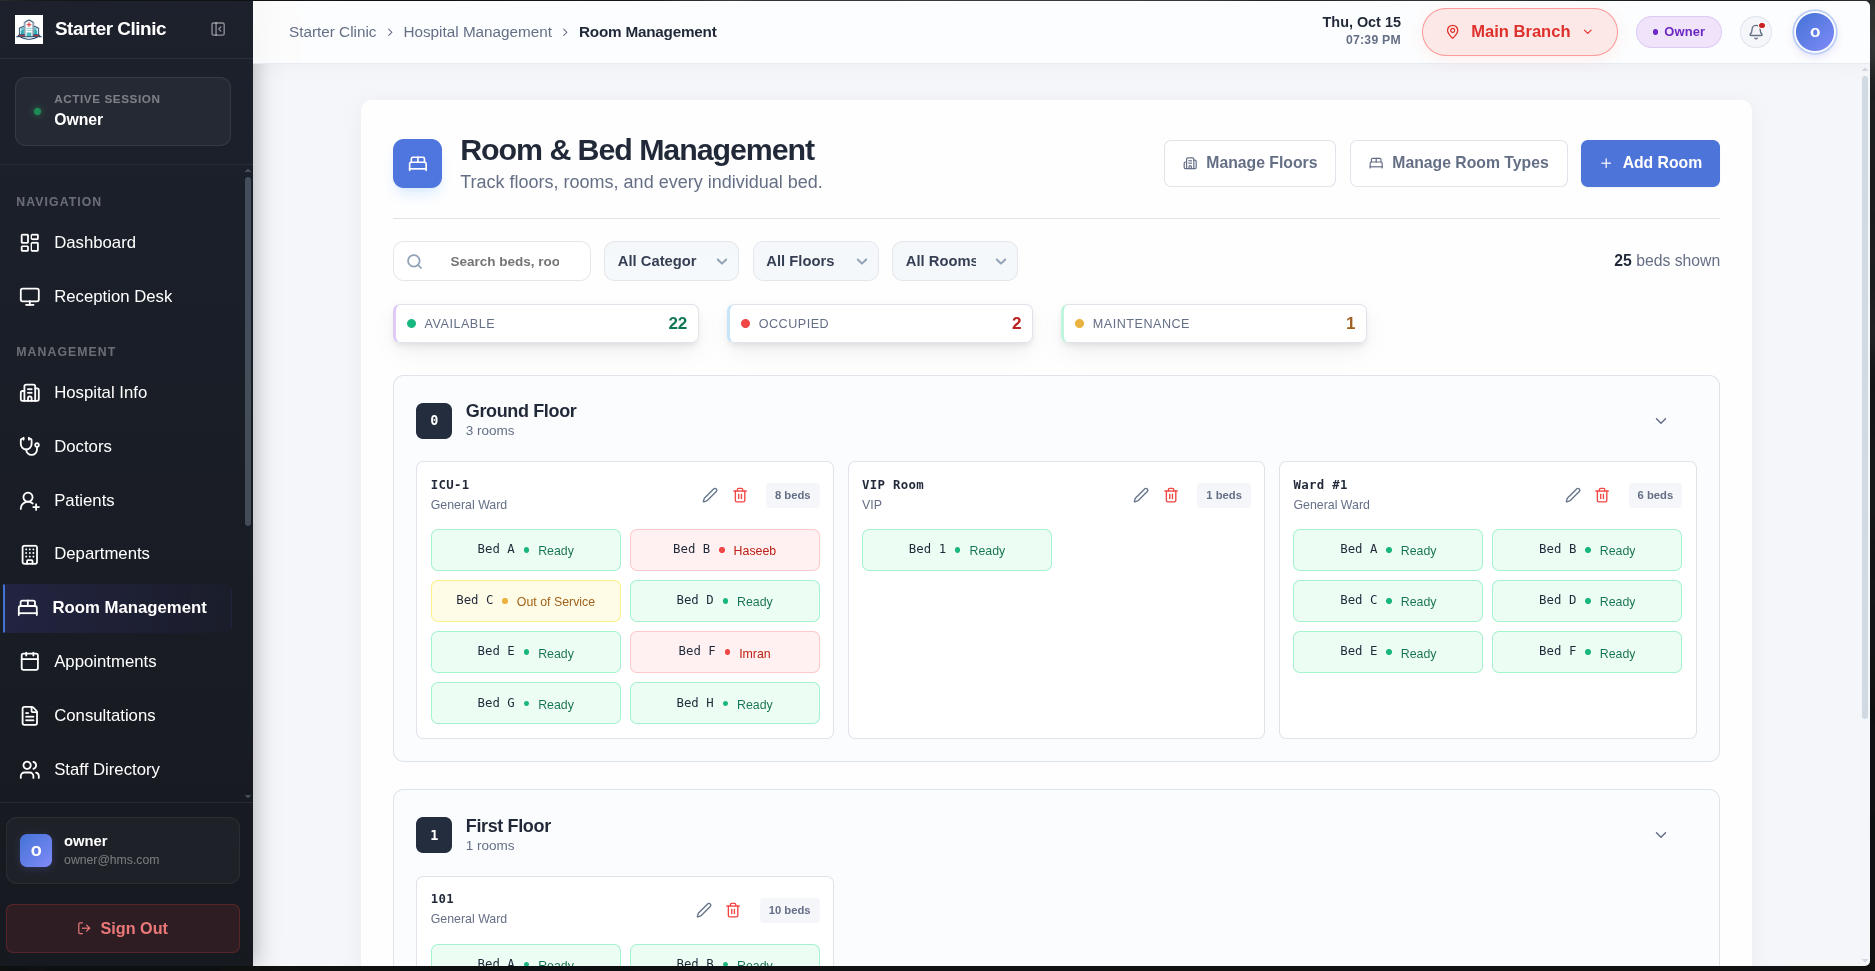 Starter Clinic
ACTIVE SESSION
Owner
NAVIGATION
Dashboard
Reception Desk
MANAGEMENT
Hospital Info
Doctors
Patients
Departments
Room Management
Appointments
Consultations
Staff Directory
o
owner
owner@hms.com
Sign Out
Starter Clinic > Hospital Management > Room Management
Thu, Oct 15
07:39 PM
Main Branch
Owner
o
Room & Bed Management
Track floors, rooms, and every individual bed.
Manage Floors
Manage Room Types
+ Add Room
Search beds, roo
All Categor
All Floors
All Rooms
25 beds shown
AVAILABLE 22
OCCUPIED 2
MAINTENANCE 1
0
Ground Floor
3 rooms
ICU-1
General Ward
8 beds
Bed A Ready
Bed B Haseeb
Bed C Out of Service
Bed D Ready
Bed E Ready
Bed F Imran
Bed G Ready
Bed H Ready
VIP Room
VIP
1 beds
Bed 1 Ready
Ward #1
General Ward
6 beds
Bed A Ready
Bed B Ready
Bed C Ready
Bed D Ready
Bed E Ready
Bed F Ready
1
First Floor
1 rooms
101
General Ward
10 beds
Bed A Ready
Bed B Ready